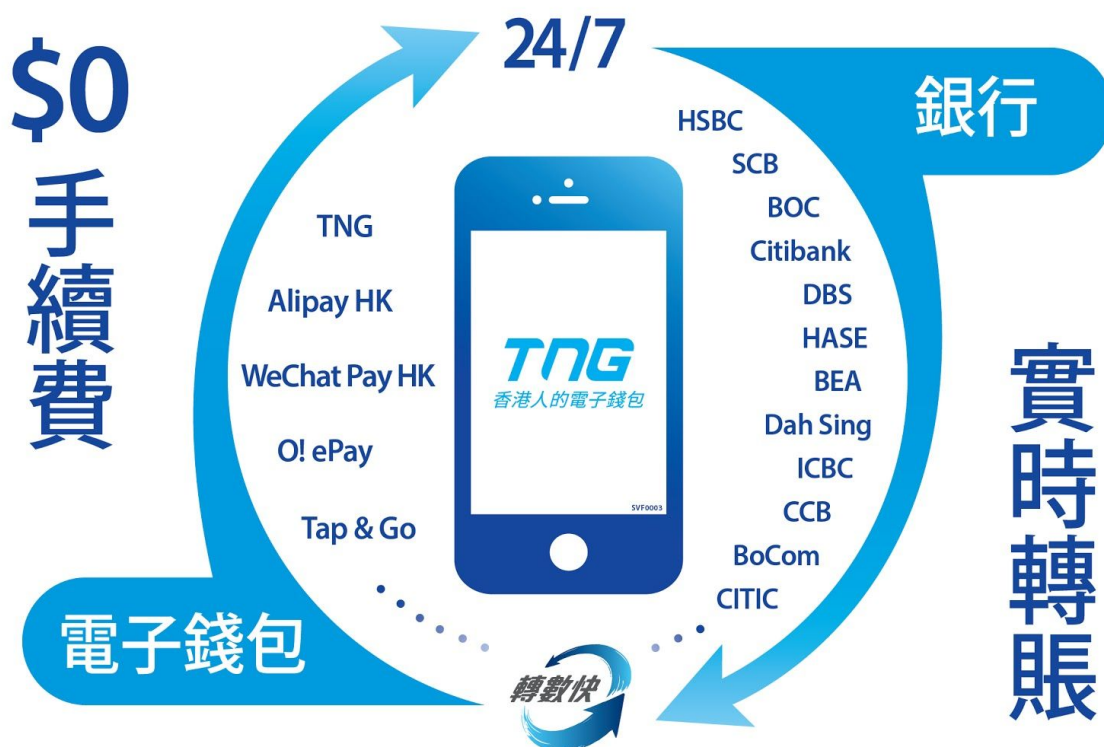 $0
手續費
24/7
銀行
HSBC
SCB
BOC
Citibank
DBS
HASE
BEA
Dah Sing
ICBC
CCB
BoCom
CITIC
TNG
Alipay HK
WeChat Pay HK
O! ePay
Tap & Go
TNG
香港人的電子錢包
SVF0003
電子錢包
轉數快
實時轉賬